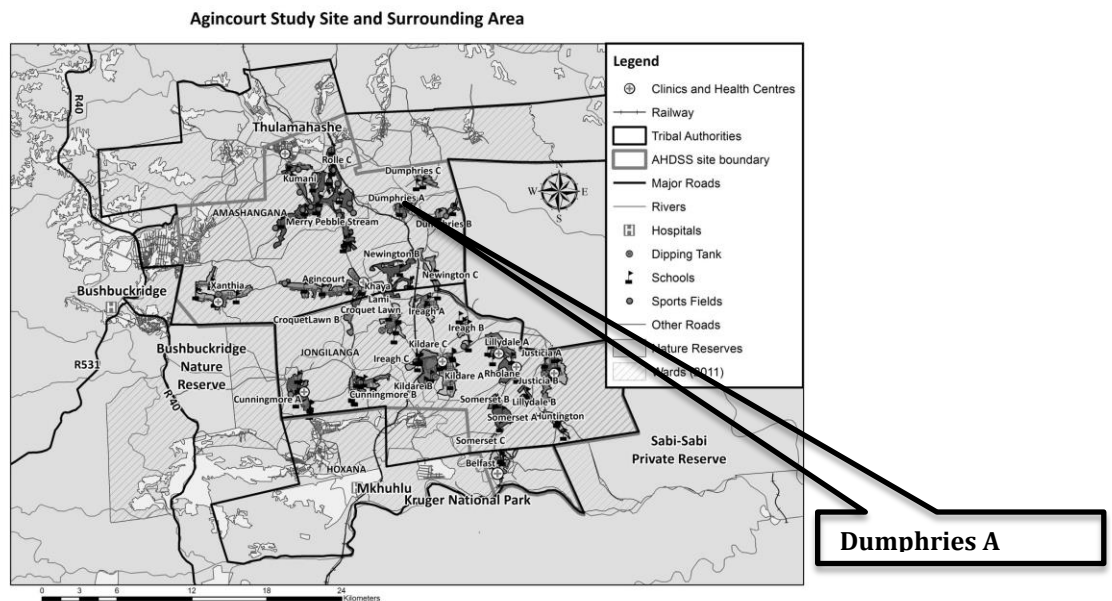 Agincourt Study Site and Surrounding Area
R40
Thulamahashe
Rolle C
Kumani
Dumphries C
Dumphries A
AMASHANGANA
Merry Pebble Stream
Dumphries B
Newington B
Newington C
Agincourt
Khaya
Lami
Xanthia
Bushbuckridge
H
CroquetLawn B
Croquet Lawn
Ireagh A
Ireagh B
Bushbuckridge
Nature
Reserve
R531
R 40
JONGILANGA
Kildare C
Lillydale A
Justicia A
Ireagh C
Rholane
Kildare A
Justicia B
Cunningmore A
Cunningmore B
Kildare B
Somerset B
Lillydale B
Somerset A
Huntington
Somerset C
Belfast
HOXANA
Mkhuhlu
Kruger National Park
Sabi-Sabi
Private Reserve
N
W
E
S
Legend
Clinics and Health Centres
Railway
Tribal Authorities
AHDSS site boundary
Major Roads
Rivers
H Hospitals
Dipping Tank
Schools
Sports Fields
Other Roads
Nature Reserves
Wards (2011)
Dumphries A
0 3 6 12 18 24
Kilometers